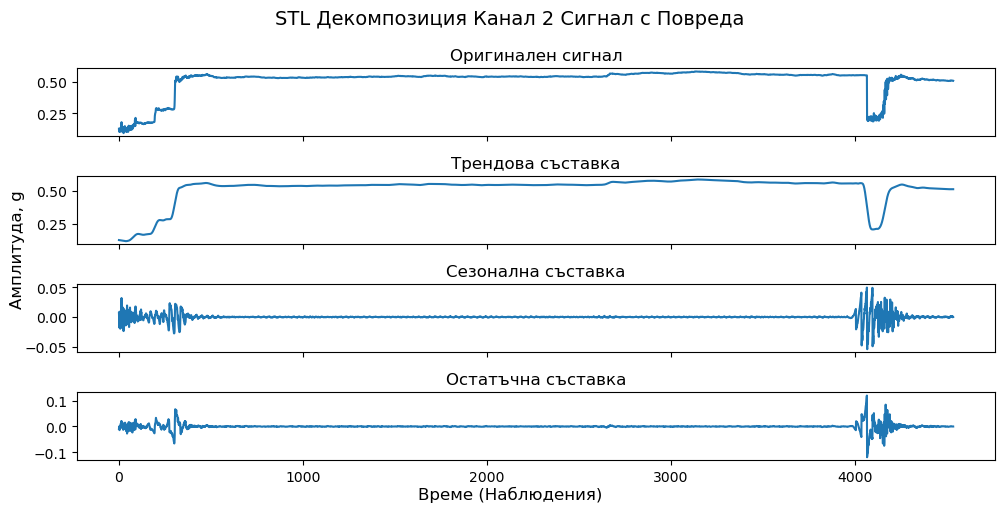 STL Декомпозиция Канал 2 Сигнал с Повреда
Оригинален сигнал
0.50
0.25
Трендова съставка
0.50
0.25
Амплитуда, g
Сезонална съставка
0.05
0.00
−0.05
Остатъчна съставка
0.1
0.0
−0.1
0 1000 2000 3000 4000
Време (Наблюдения)